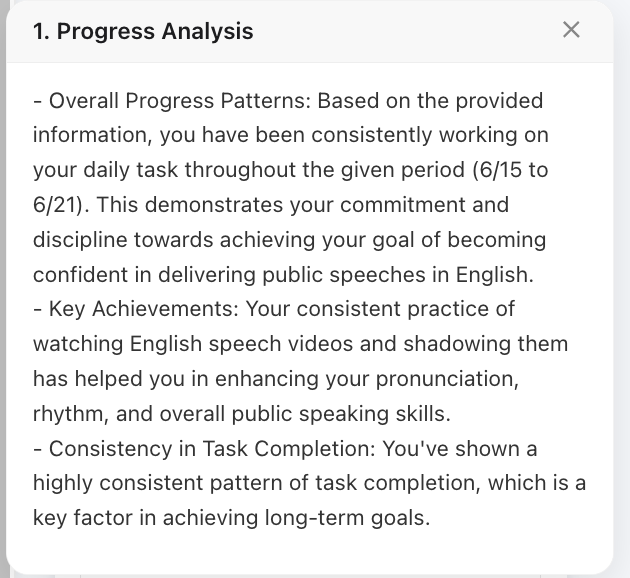 1. Progress Analysis
- Overall Progress Patterns: Based on the provided
information, you have been consistently working on
your daily task throughout the given period (6/15 to
6/21). This demonstrates your commitment and
discipline towards achieving your goal of becoming
confident in delivering public speeches in English.
- Key Achievements: Your consistent practice of
watching English speech videos and shadowing them
has helped you in enhancing your pronunciation,
rhythm, and overall public speaking skills.
- Consistency in Task Completion: You've shown a
highly consistent pattern of task completion, which is a
key factor in achieving long-term goals.